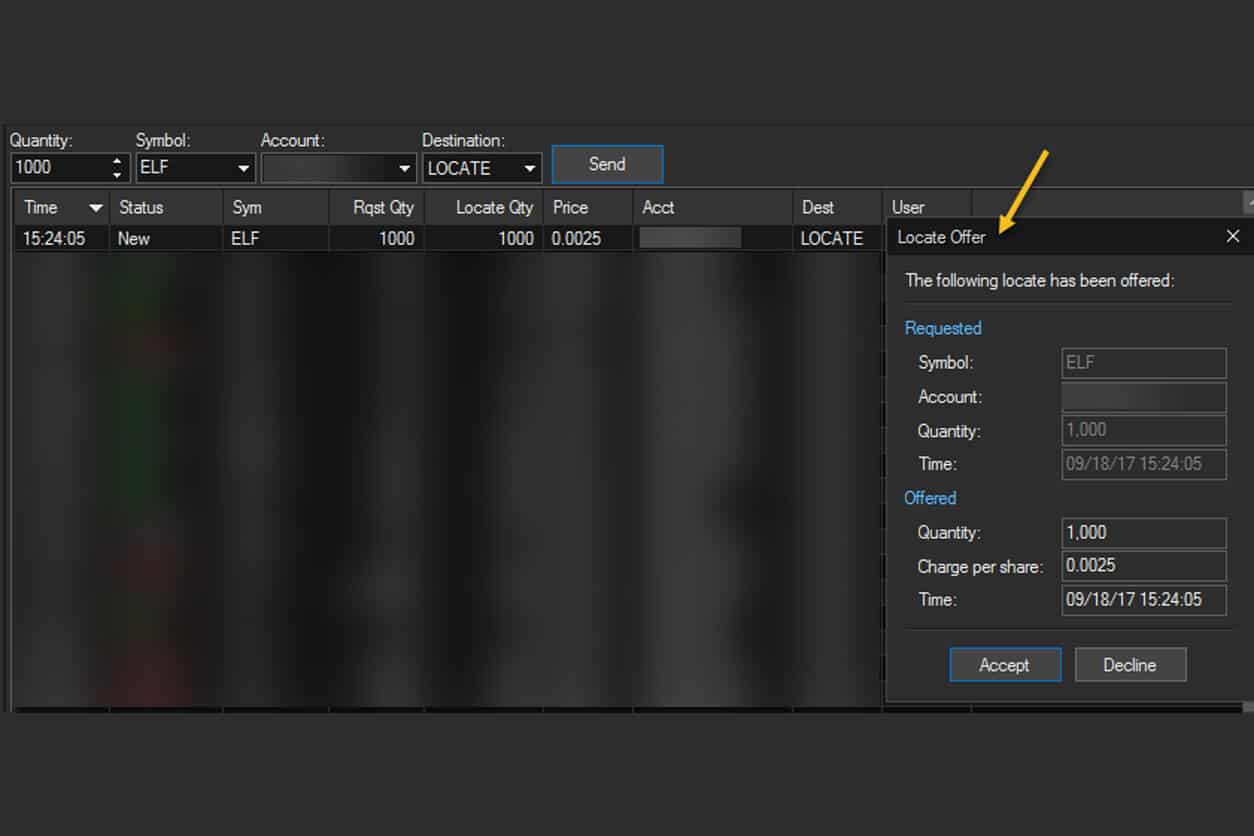 Quantity: Symbol: Account: Destination:
1000 ELF LOCATE Send
Time Status Sym Rqst Qty Locate Qty Price Acct Dest User
15:24:05 New ELF 1000 1000 0.0025 LOCATE
Locate Offer
The following locate has been offered:
Requested
Symbol: ELF
Account:
Quantity: 1,000
Time: 09/18/17 15:24:05
Offered
Quantity: 1,000
Charge per share: 0.0025
Time: 09/18/17 15:24:05
Accept Decline